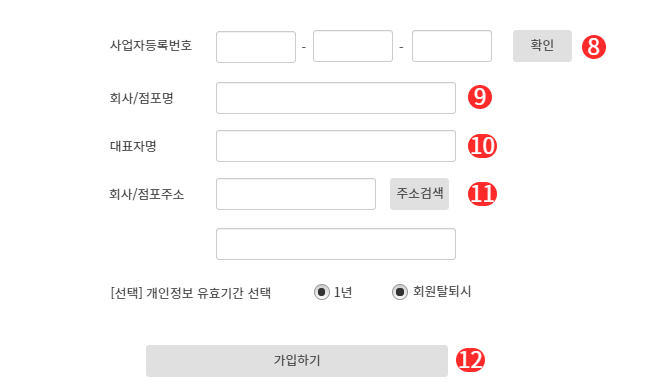 사업자등록번호 - - 확인 8
회사/점포명 9
대표자명 10
회사/점포주소 주소검색 11
[선택] 개인정보 유효기간 선택 1년 회원탈퇴시
가입하기 12